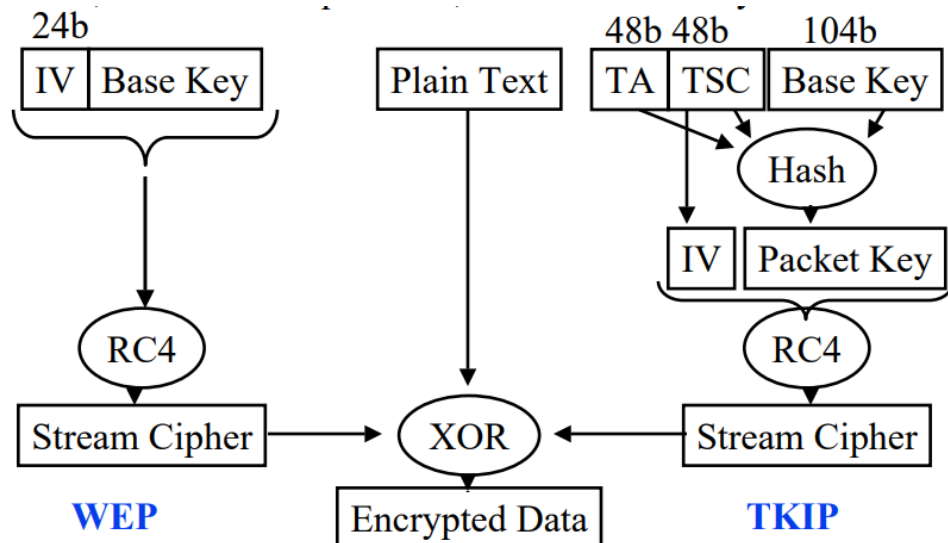 24b
48b 48b 104b
IV Base Key
Plain Text
TA TSC Base Key
Hash
IV Packet Key
RC4
RC4
Stream Cipher
XOR
Stream Cipher
WEP
Encrypted Data
TKIP